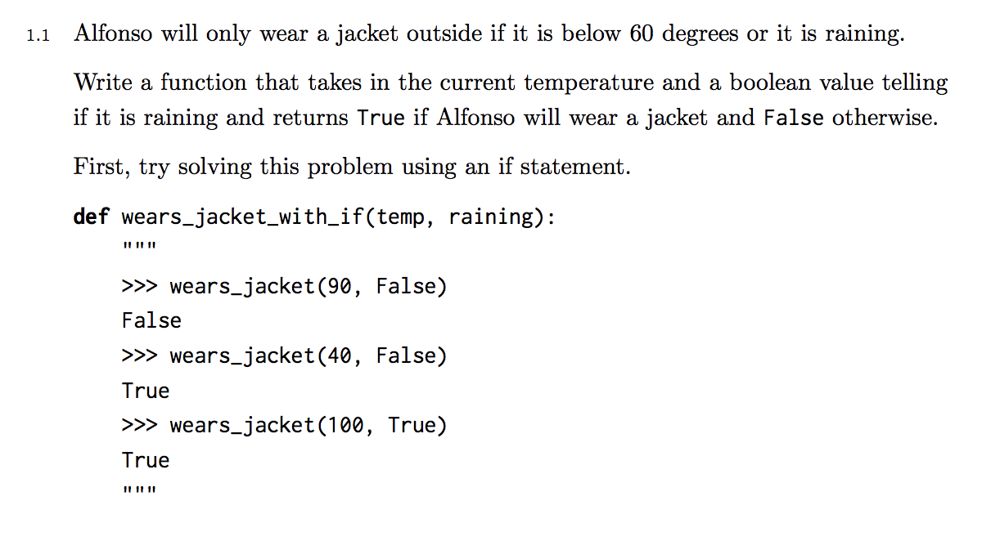 1.1 Alfonso will only wear a jacket outside if it is below 60 degrees or it is raining.
Write a function that takes in the current temperature and a boolean value telling
if it is raining and returns True if Alfonso will wear a jacket and False otherwise.
First, try solving this problem using an if statement.
def wears_jacket_with_if(temp, raining):
"""
>>> wears_jacket(90, False)
False
>>> wears_jacket(40, False)
True
>>> wears_jacket(100, True)
True
"""